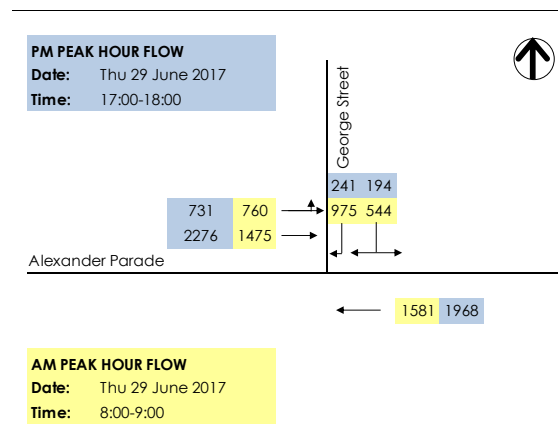 PM PEAK HOUR FLOW
Date: Thu 29 June 2017
Time: 17:00-18:00
George Street
241 194
731 760 975 544
2276 1475
Alexander Parade
1581 1968
AM PEAK HOUR FLOW
Date: Thu 29 June 2017
Time: 8:00-9:00